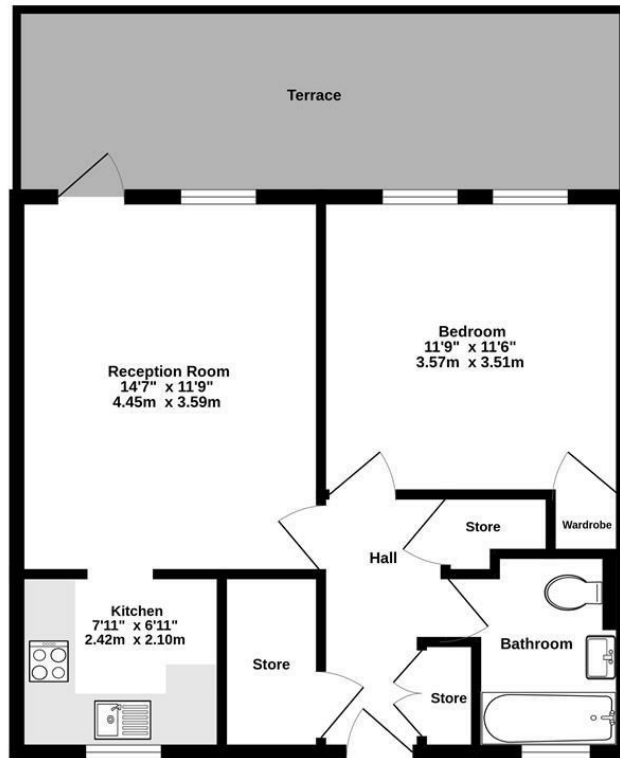 Terrace
Reception Room
14'7" x 11'9"
4.45m x 3.59m
Bedroom
11'9" x 11'6"
3.57m x 3.51m
Store
Wardrobe
Hall
Kitchen
7'11" x 6'11"
2.42m x 2.10m
Store
Bathroom
Store